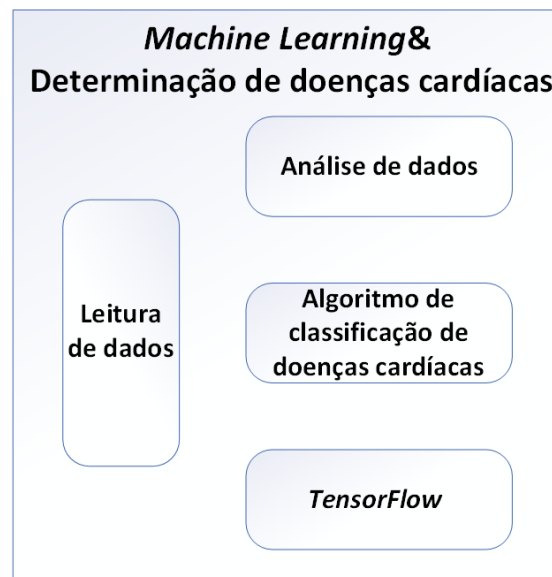 Machine Learning&
Determinação de doenças cardíacas
Análise de dados
Leitura
de dados
Algoritmo de
classificação de
doenças cardíacas
TensorFlow